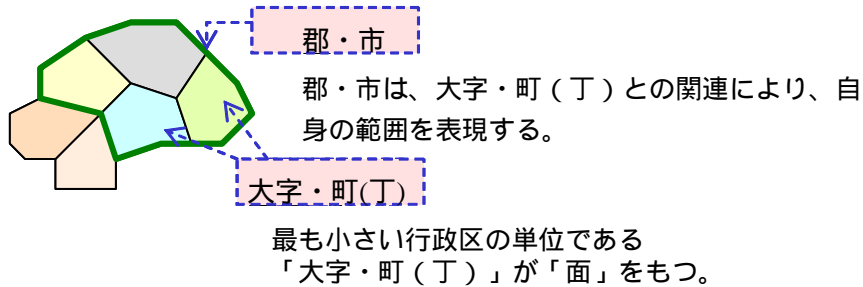 郡・市
郡・市は、大字・町（丁）との関連により、自
身の範囲を表現する。
大字・町(丁)
最も小さい行政区の単位である
「大字・町（丁）」が「面」をもつ。